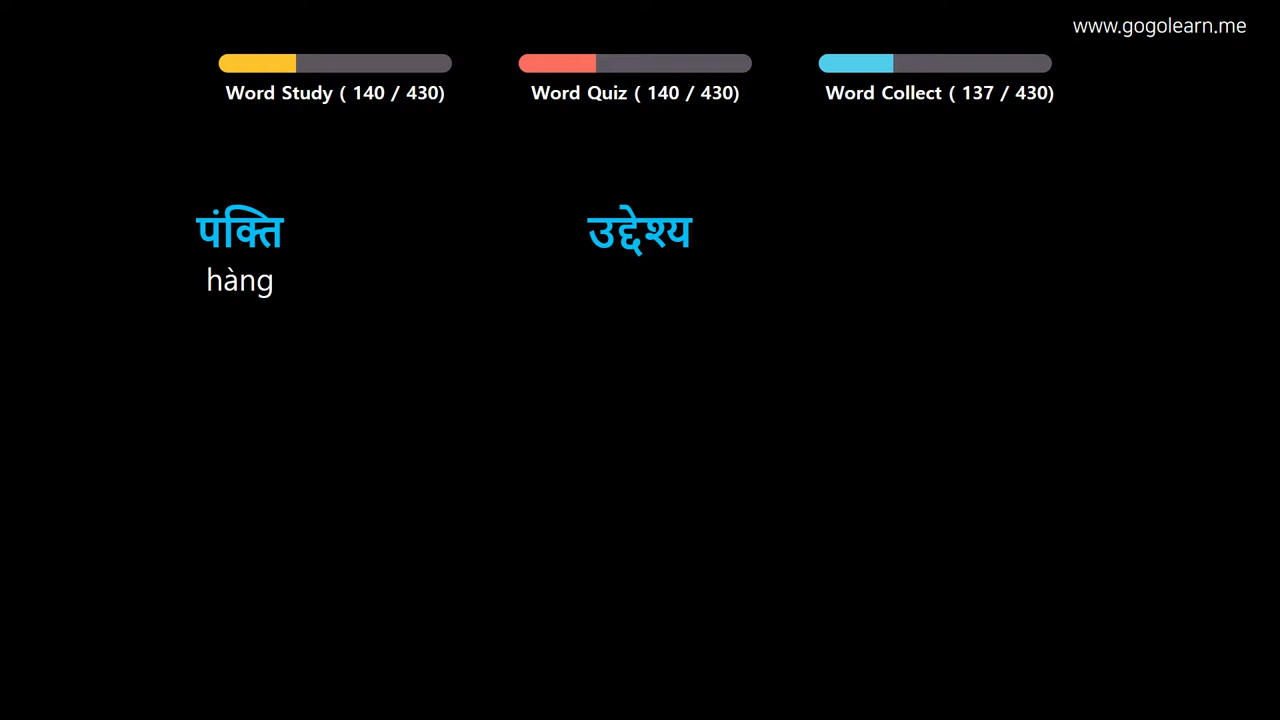 www.gogolearn.me
Word Study ( 140 / 430)
Word Quiz ( 140 / 430)
Word Collect ( 137 / 430)
पंक्ति
उद्देश्य
hàng